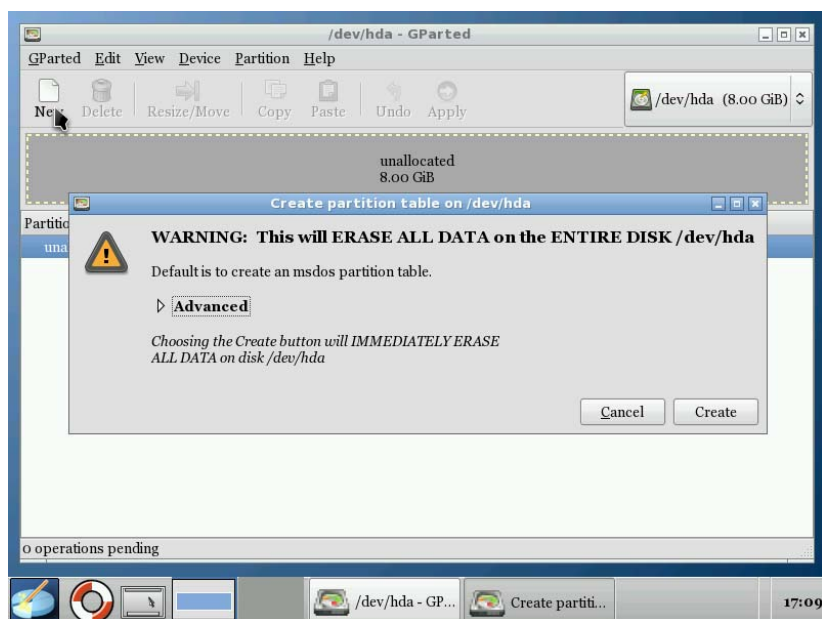 /dev/hda - GParted
GParted Edit View Device Partition Help
New Delete Resize/Move Copy Paste Undo Apply
/dev/hda (8.00 GiB)
unallocated
8.00 GiB
Create partition table on /dev/hda
Partitio
una
WARNING: This will ERASE ALL DATA on the ENTIRE DISK /dev/hda
Default is to create an msdos partition table.
Advanced
Choosing the Create button will IMMEDIATELY ERASE
ALL DATA on disk /dev/hda
Cancel Create
0 operations pending
/dev/hda - GP... Create partiti... 17:09